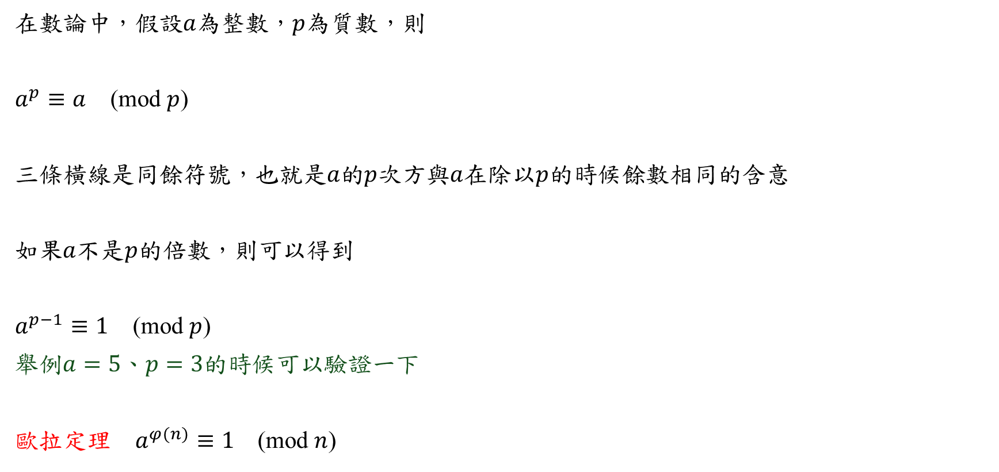 在數論中，假設a為整數，p為質數，則
a^p ≡ a (mod p)
三條橫線是同餘符號，也就是a的p次方與a在除以p的時候餘數相同的含意
如果a不是p的倍數，則可以得到
a^{p−1} ≡ 1 (mod p)
舉例a = 5、p = 3的時候可以驗證一下
歐拉定理 a^{φ(n)} ≡ 1 (mod n)